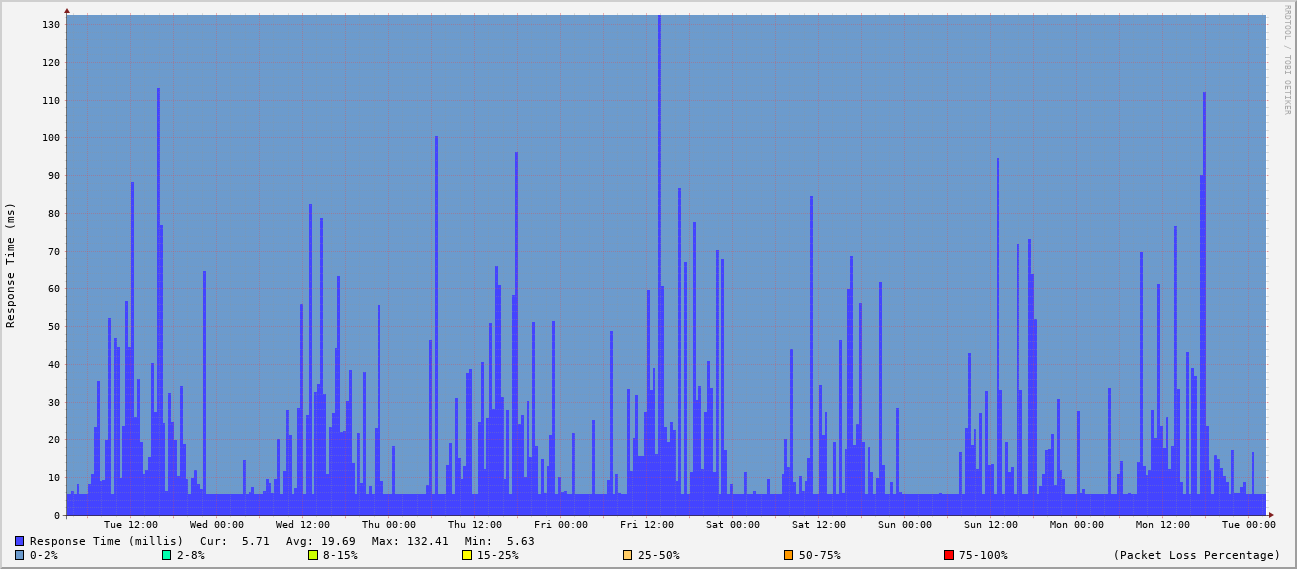 RRDTOOL / TOBI OETIKER
Response Time (ms)
130
120
110
100
90
80
70
60
50
40
30
20
10
0
Tue 12:00 Wed 00:00 Wed 12:00 Thu 00:00 Thu 12:00 Fri 00:00 Fri 12:00 Sat 00:00 Sat 12:00 Sun 00:00 Sun 12:00 Mon 00:00 Mon 12:00 Tue 00:00
Response Time (millis) Cur: 5.71 Avg: 19.69 Max: 132.41 Min: 5.63
0-2% 2-8% 8-15% 15-25% 25-50% 50-75% 75-100% (Packet Loss Percentage)